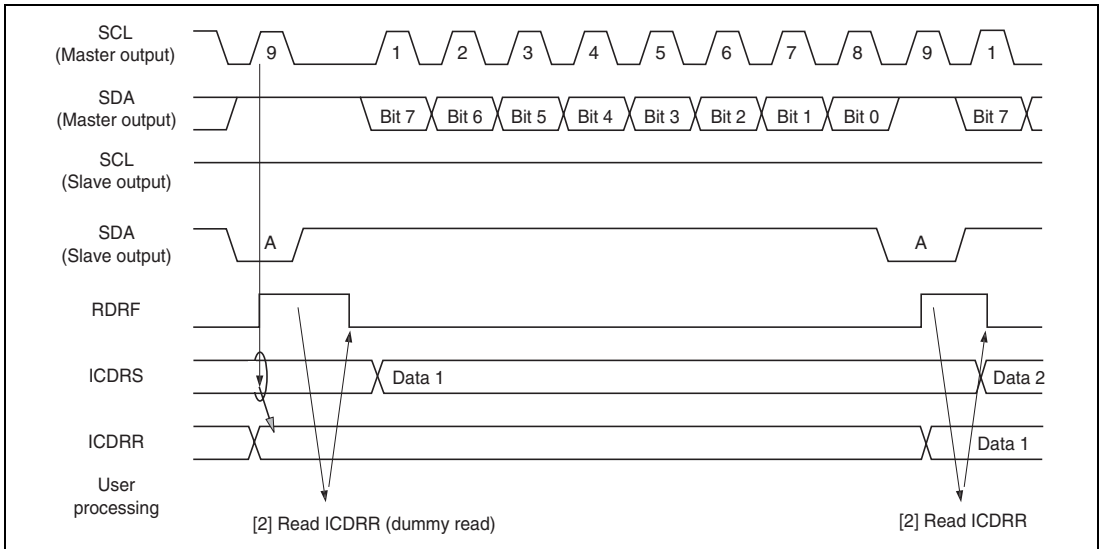 SCL
(Master output)
9 1 2 3 4 5 6 7 8 9 1
SDA
(Master output)
Bit 7 Bit 6 Bit 5 Bit 4 Bit 3 Bit 2 Bit 1 Bit 0 Bit 7
SCL
(Slave output)
SDA
(Slave output)
A A
RDRF
ICDRS
Data 1 Data 2
ICDRR
Data 1
User
processing
[2] Read ICDRR (dummy read) [2] Read ICDRR